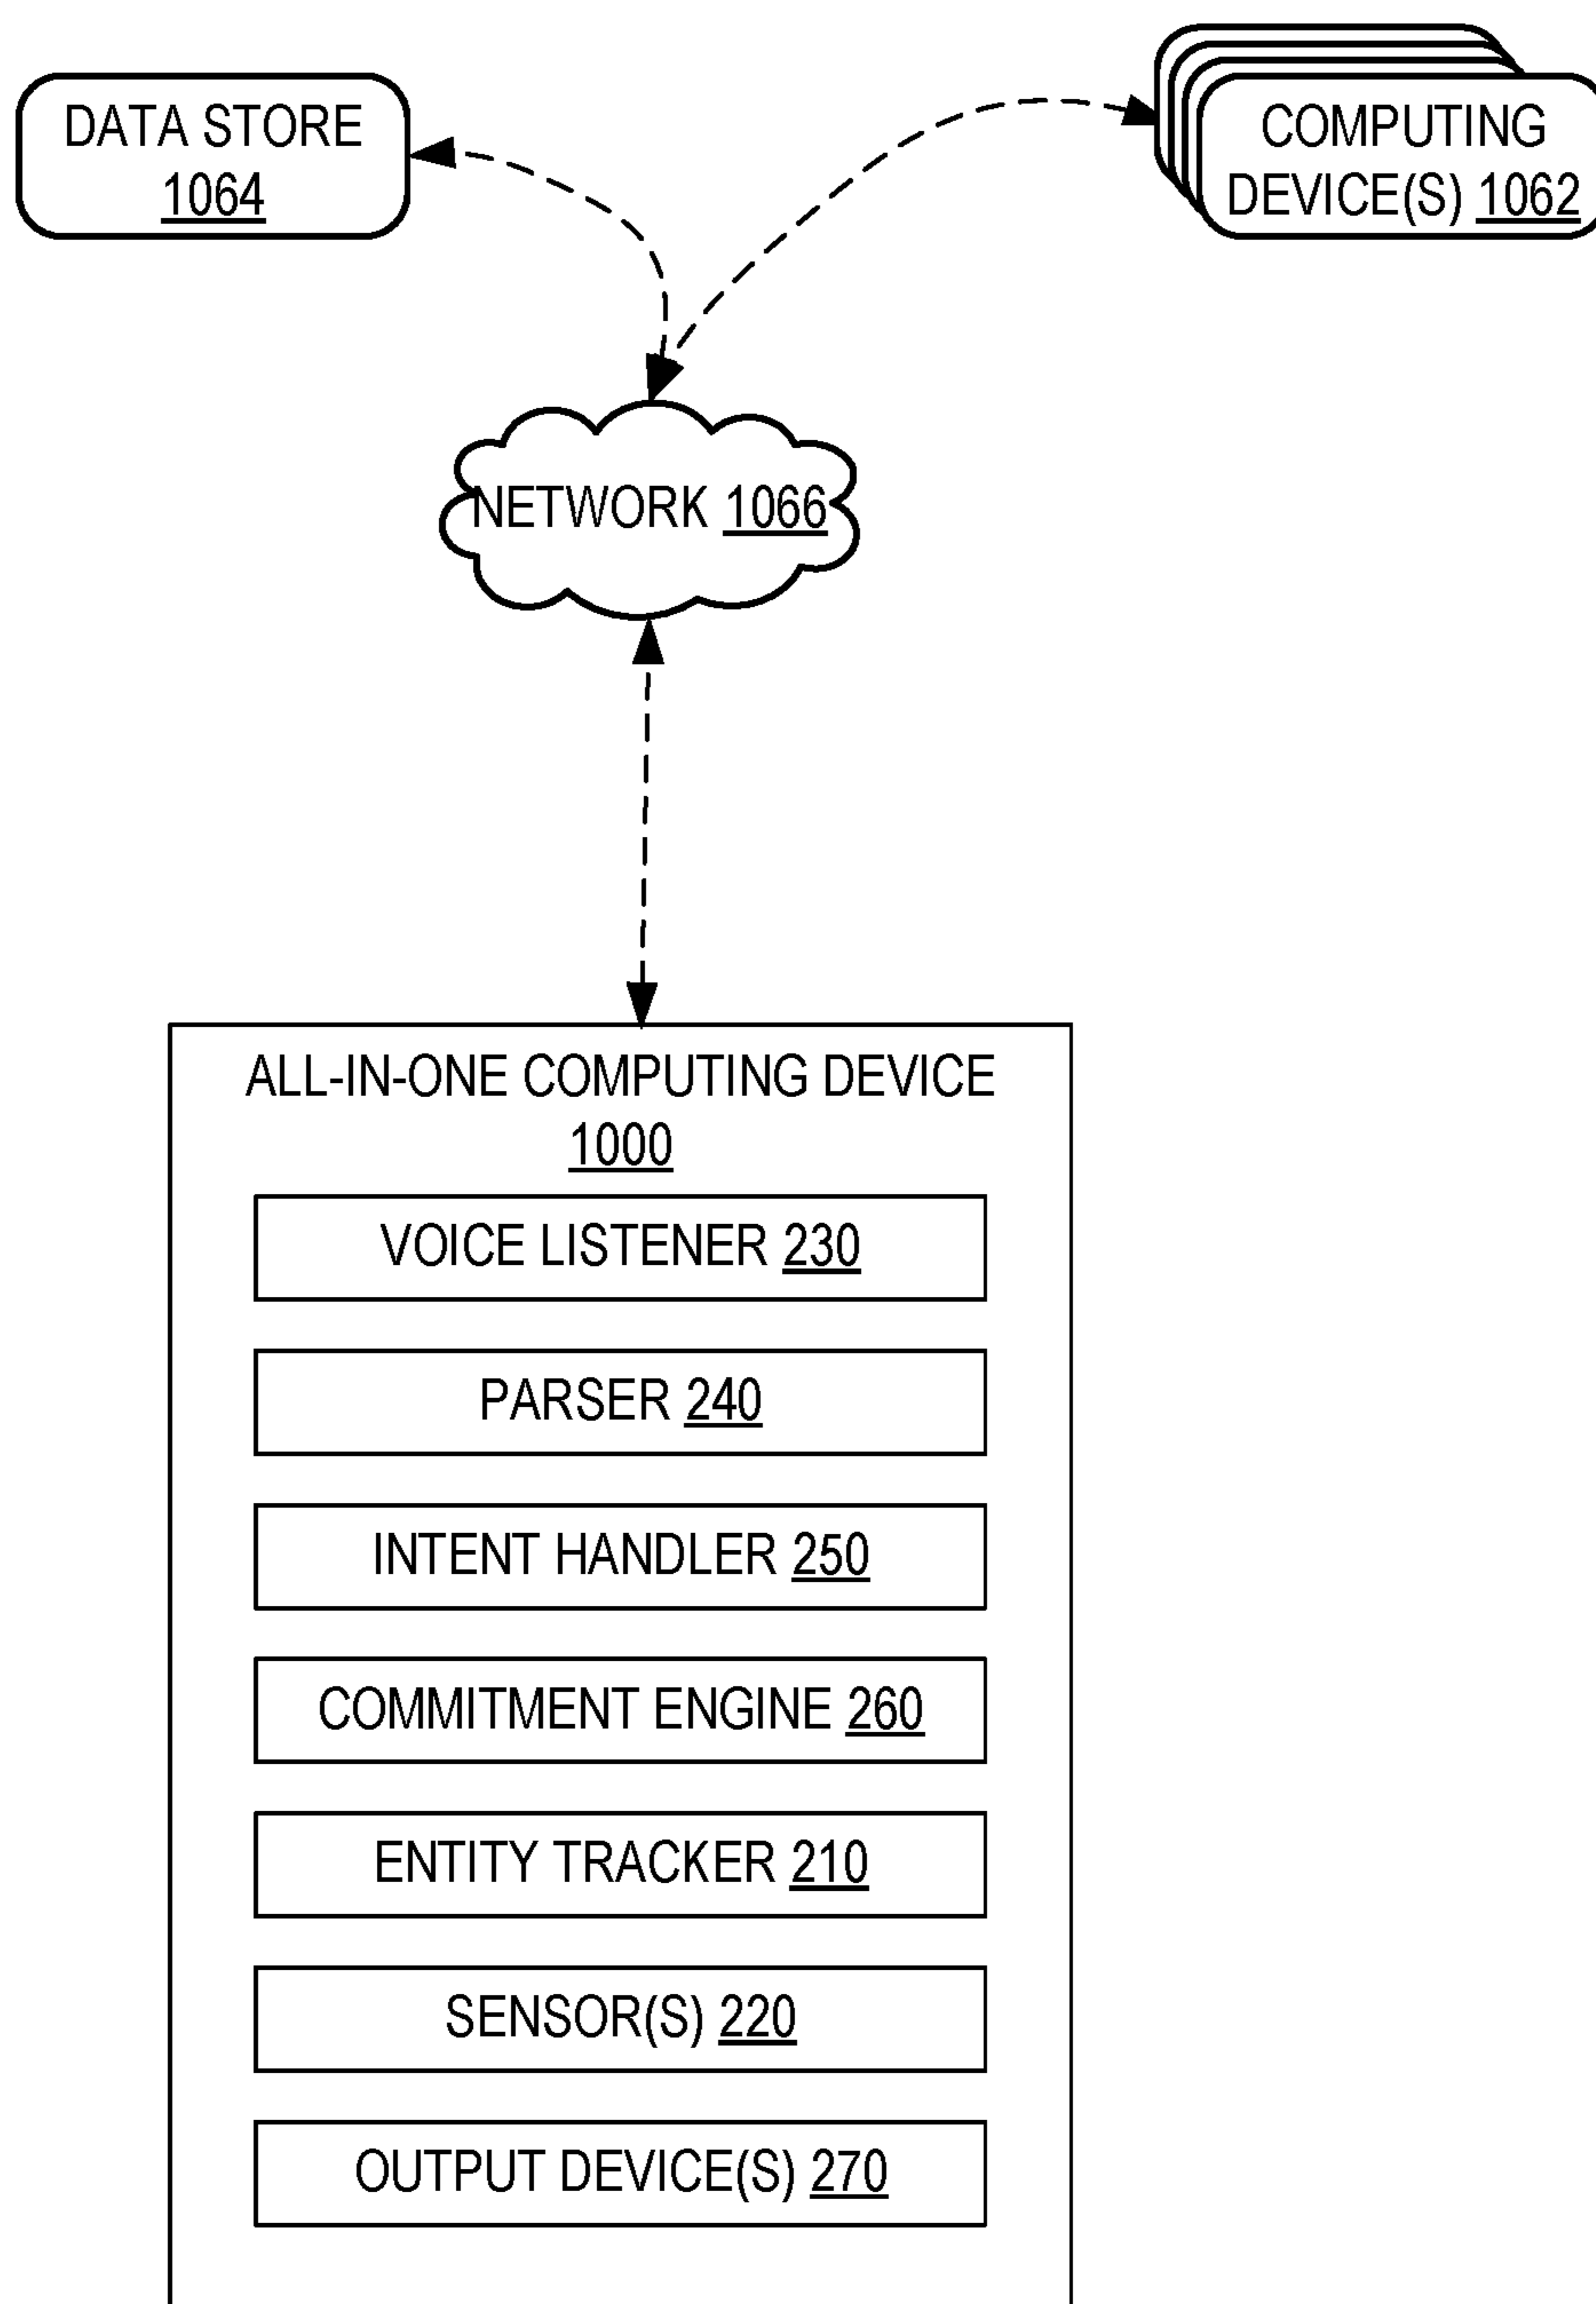 DATA STORE
1064
COMPUTING
DEVICE(S) 1062
NETWORK 1066
ALL-IN-ONE COMPUTING DEVICE
1000
VOICE LISTENER 230
PARSER 240
INTENT HANDLER 250
COMMITMENT ENGINE 260
ENTITY TRACKER 210
SENSOR(S) 220
OUTPUT DEVICE(S) 270